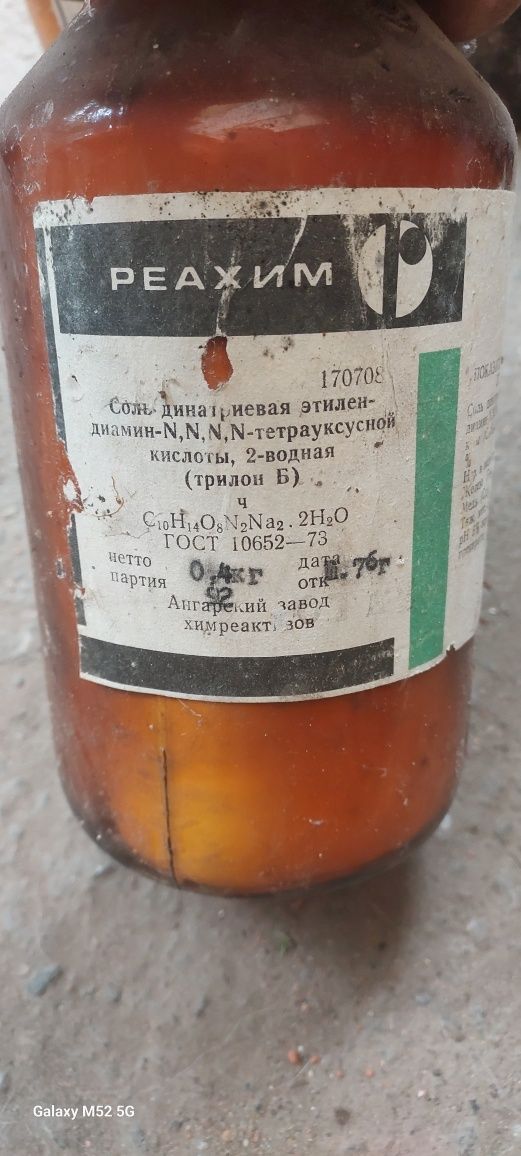 РЕАХИМ
170708
Соль динатриевая этилен-
диамин-N,N,N,N-тетрауксусной
кислоты, 2-водная
(трилон Б)
ч
C₁₀H₁₄O₈N₂Na₂ . 2H₂O
ГОСТ 10652—73
нетто 0,4кг дата III.76г
партия 92 отк
Ангарский завод
химреактивов
Galaxy M52 5G